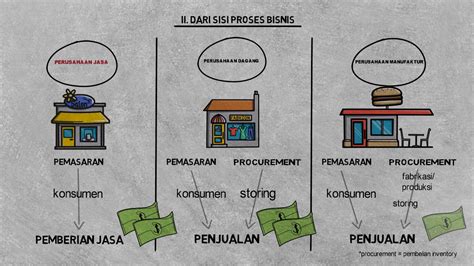 II. DARI SISI PROSES BISNIS
PERUSAHAAN JASA
PEMASARAN
konsumen
PEMBERIAN JASA
PERUSAHAAN DAGANG
FASHION
PEMASARAN PROCUREMENT
konsumen storing
PENJUALAN
PERUSAHAAN MANUFAKTUR
PEMASARAN PROCUREMENT
fabrikasi/
produksi
konsumen
storing
PENJUALAN
*procurement = pembelian inventory